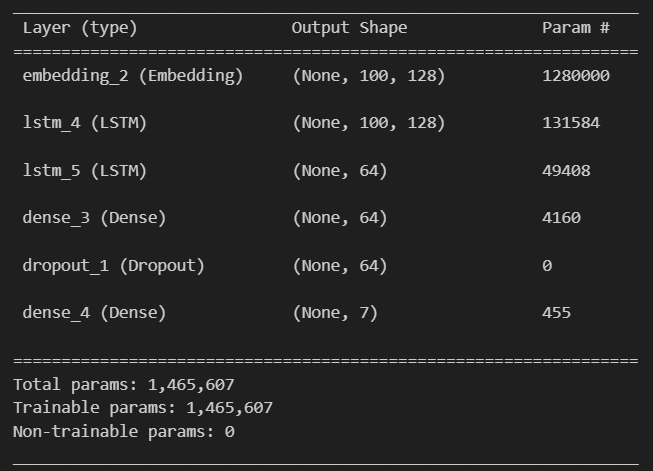 Layer (type) Output Shape Param #
=================================================================
embedding_2 (Embedding) (None, 100, 128) 1280000
lstm_4 (LSTM) (None, 100, 128) 131584
lstm_5 (LSTM) (None, 64) 49408
dense_3 (Dense) (None, 64) 4160
dropout_1 (Dropout) (None, 64) 0
dense_4 (Dense) (None, 7) 455
=================================================================
Total params: 1,465,607
Trainable params: 1,465,607
Non-trainable params: 0